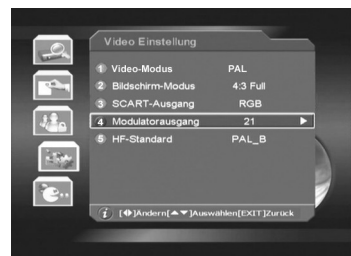 Video Einstellung
1 Video-Modus PAL
2 Bildschirm-Modus 4:3 Full
3 SCART-Ausgang RGB
4 Modulatorausgang 21
5 HF-Standard PAL_B
[◀▶]Ändern[▲▼]Auswählen[EXIT]Zurück